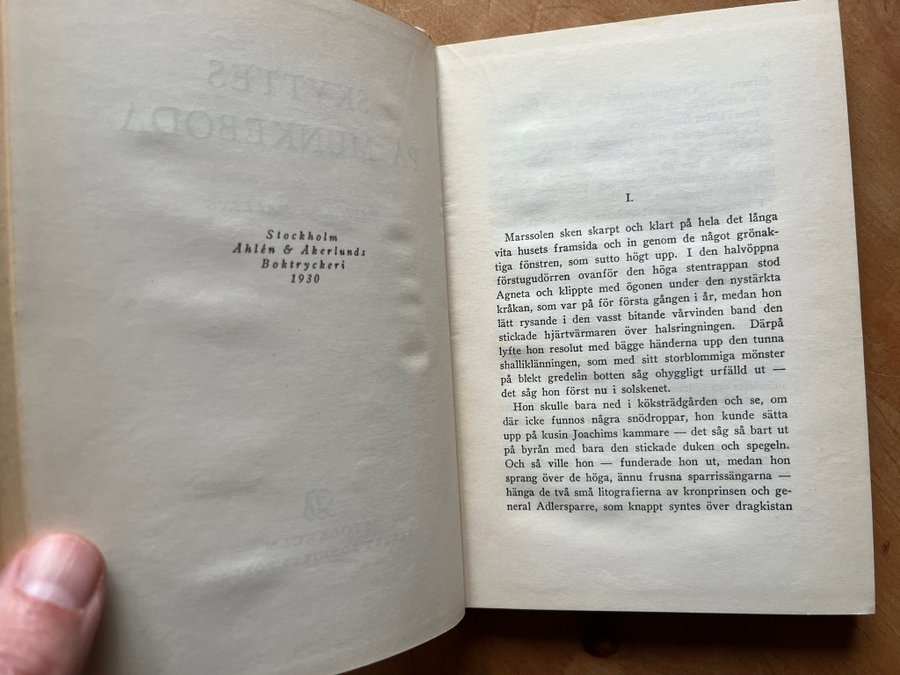 Stockholm
Ahlén & Åkerlunds
Boktryckeri
1930
I.
Marssolen sken skarpt och klart på hela det långa
vita husets framsida och in genom de något grönak-
tiga fönstren, som sutto högt upp. I den halvöppna
förstugudörren ovanför den höga stentrappan stod
Agneta och klippte med ögonen under den nystärkta
kråkan, som var på för första gången i år, medan hon
lätt rysande i den vasst bitande vårvinden band den
stickade hjärtvärmaren över halsringningen. Därpå
lyfte hon resolut med bägge händerna upp den tunna
shalliklänningen, som med sitt storblommiga mönster
på blekt gredelin botten såg ohyggligt urfälld ut —
det såg hon först nu i solskenet.
Hon skulle bara ned i köksträdgården och se, om
där icke funnos några snödroppar, hon kunde sätta
upp på kusin Joachims kammare — det såg så bart ut
på byrån med bara den stickade duken och spegeln.
Och så ville hon — funderade hon ut, medan hon
sprang över de höga, ännu frusna sparrissängarna —
hänga de två små litografierna av kronprinsen och ge-
neral Adlersparre, som knappt syntes över dragkistan